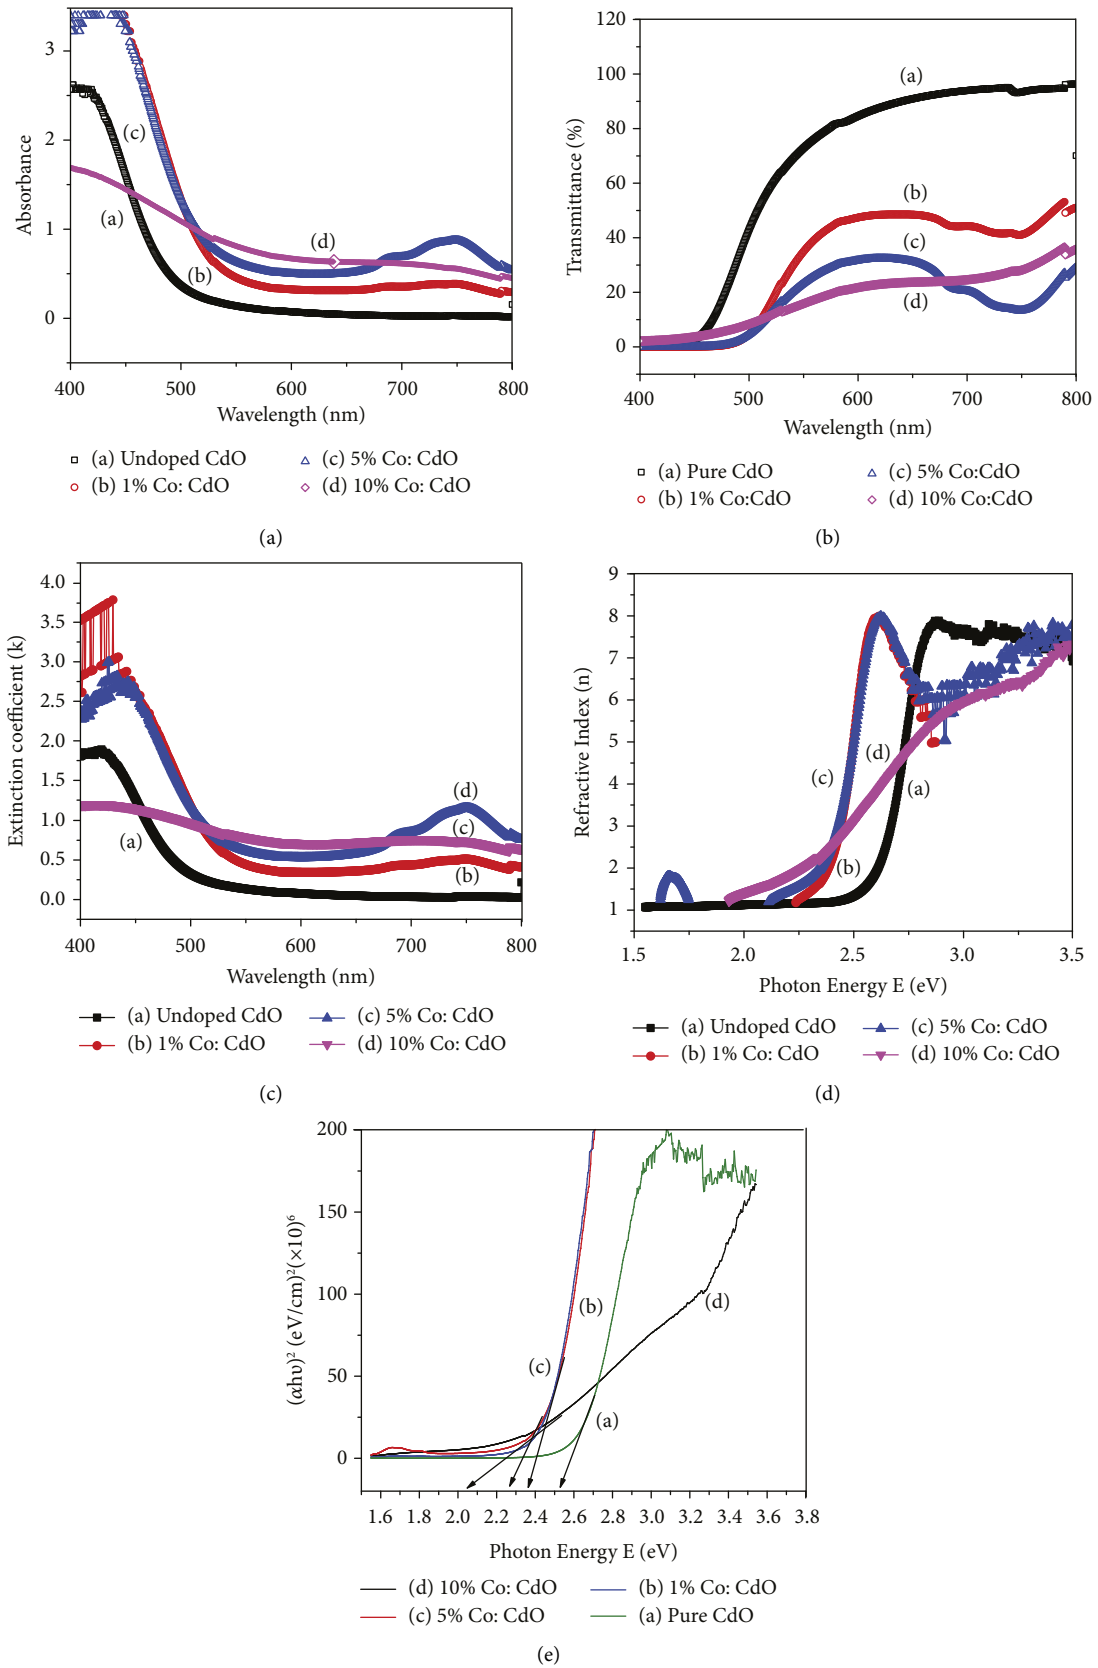 3
2
1
0
Absorbance
(c)
(a)
(b)
(d)
400 500 600 700 800
Wavelength (nm)
(a) Undoped CdO
(c) 5% Co: CdO
(b) 1% Co: CdO
(d) 10% Co: CdO
(a)
120
100
80
60
40
20
0
Transmittance (%)
(a)
(b)
(c)
(d)
400 500 600 700 800
Wavelength (nm)
(a) Pure CdO
(c) 5% Co:CdO
(b) 1% Co:CdO
(d) 10% Co:CdO
(b)
4.0
3.5
3.0
2.5
2.0
1.5
1.0
0.5
0.0
Extinction coefficient (k)
(d)
(a)
(c)
(b)
400 500 600 700 800
Wavelength (nm)
(a) Undoped CdO
(c) 5% Co: CdO
(b) 1% Co: CdO
(d) 10% Co: CdO
(c)
9
8
7
6
5
4
3
2
1
Refractive Index (n)
(d)
(c)
(a)
(b)
1.5 2.0 2.5 3.0 3.5
Photon Energy E (eV)
(a) Undoped CdO
(c) 5% Co: CdO
(b) 1% Co: CdO
(d) 10% Co: CdO
(d)
200
150
100
50
0
(αhυ)² (eV/cm)² (×10)⁶
(b)
(d)
(c)
(a)
1.6 2.0 2.4 2.6 3.0 3.4 3.6 3.8
Photon Energy E (eV)
(d) 10% Co: CdO
(b) 1% Co: CdO
(c) 5% Co: CdO
(a) Pure CdO
(e)